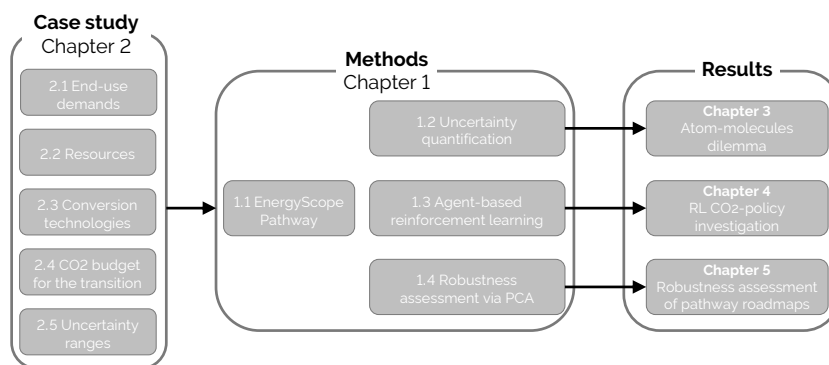 Case study
Chapter 2
2.1 End-use
demands
2.2 Resources
2.3 Conversion
technologies
2.4 CO2 budget
for the transition
2.5 Uncertainty
ranges
Methods
Chapter 1
1.1 EnergyScope
Pathway
1.2 Uncertainty
quantification
1.3 Agent-based
reinforcement learning
1.4 Robustness
assessment via PCA
Results
Chapter 3
Atom-molecules
dilemma
Chapter 4
RL CO2-policy
investigation
Chapter 5
Robustness assessment
of pathway roadmaps